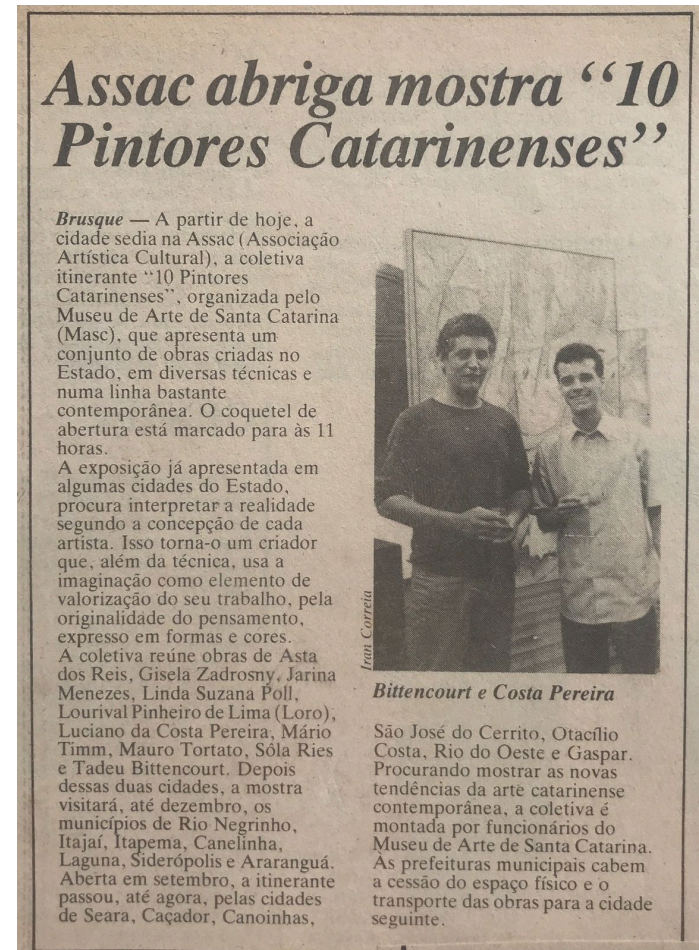 Assac abriga mostra “10
Pintores Catarinenses”
Brusque — A partir de hoje, a
cidade sedia na Assac (Associação
Artística Cultural), a coletiva
itinerante “10 Pintores
Catarinenses”, organizada pelo
Museu de Arte de Santa Catarina
(Masc), que apresenta um
conjunto de obras criadas no
Estado, em diversas técnicas e
numa linha bastante
contemporânea. O coquetel de
abertura está marcado para às 11
horas.
A exposição já apresentada em
algumas cidades do Estado,
procura interpretar a realidade
segundo a concepção de cada
artista. Isso torna-o um criador
que, além da técnica, usa a
imaginação como elemento de
valorização do seu trabalho, pela
originalidade do pensamento,
expresso em formas e cores.
A coletiva reúne obras de Asta
dos Reis, Gisela Zadrosny, Jarina
Menezes, Linda Suzana Poll,
Lourival Pinheiro de Lima (Loro),
Luciano da Costa Pereira, Mário
Timm, Mauro Tortato, Sóla Ries
e Tadeu Bittencourt. Depois
dessas duas cidades, a mostra
visitará, até dezembro, os
municípios de Rio Negrinho,
Itajaí, Itapema, Canelinha,
Laguna, Siderópolis e Araranguá.
Aberta em setembro, a itinerante
passou, até agora, pelas cidades
de Seara, Caçador, Canoinhas,
Iran Correia
Bittencourt e Costa Pereira
São José do Cerrito, Otacílio
Costa, Rio do Oeste e Gaspar.
Procurando mostrar as novas
tendências da arte catarinense
contemporânea, a coletiva é
montada por funcionários do
Museu de Arte de Santa Catarina.
Às prefeituras municipais cabem
a cessão do espaço físico e o
transporte das obras para a cidade
seguinte.